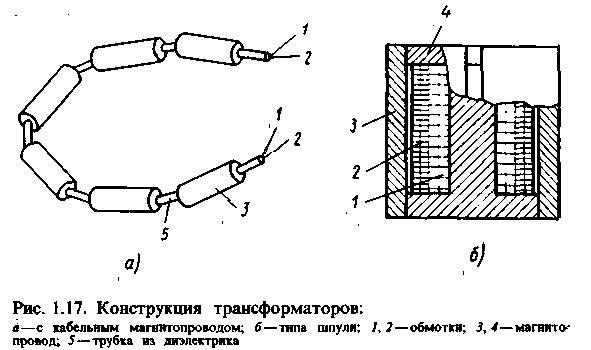 4
1
2
3
1
2
2
1
3
5
а)
б)
Рис. 1.17. Конструкция трансформаторов:
а—с кабельным магнитопроводом; б—типа шпули; 1, 2—обмотки; 3, 4—магнито-
провод; 5—трубка из диэлектрика